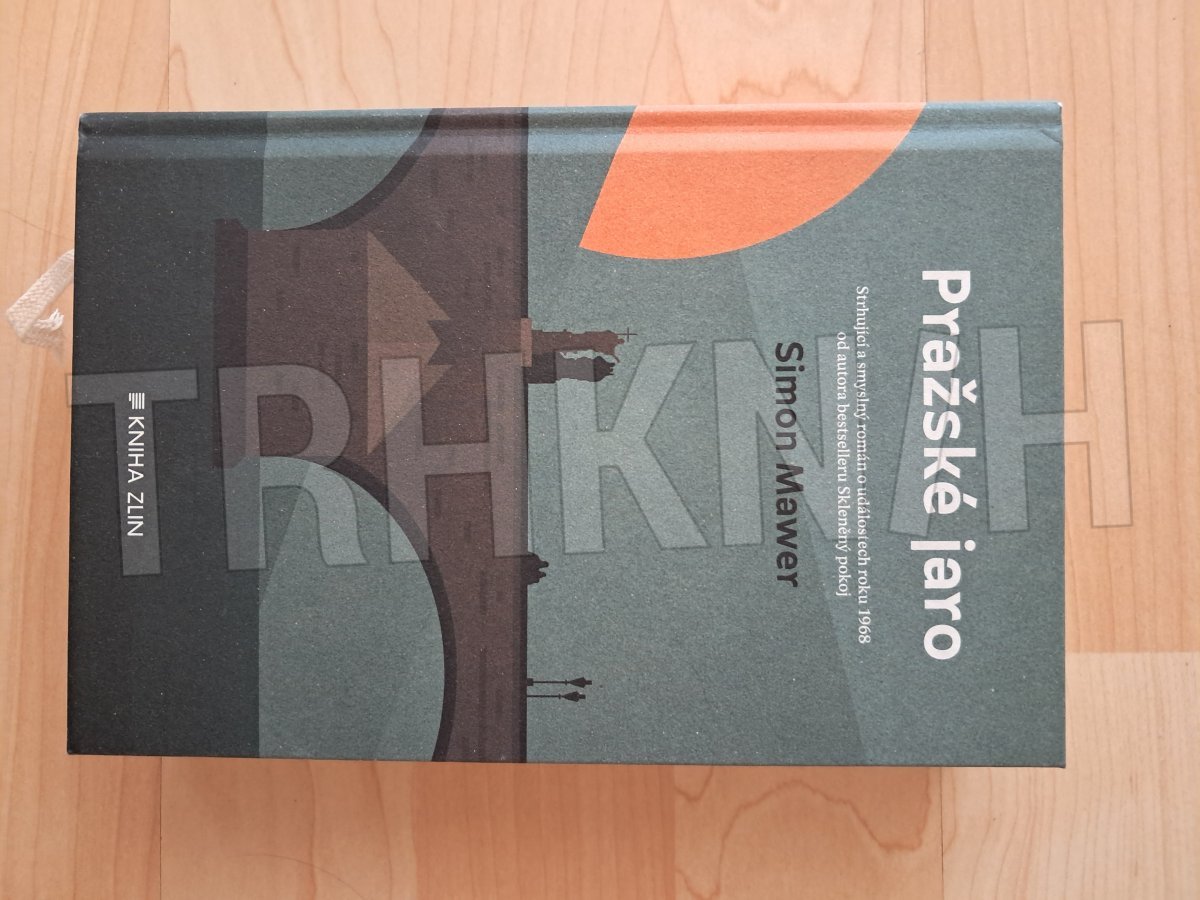 Pražské jaro
Strhující a smyslný román o událostech roku 1968
od autora bestselleru Skleněný pokoj
Simon Mawer
KNIHA ZLIN
TRHKNIH